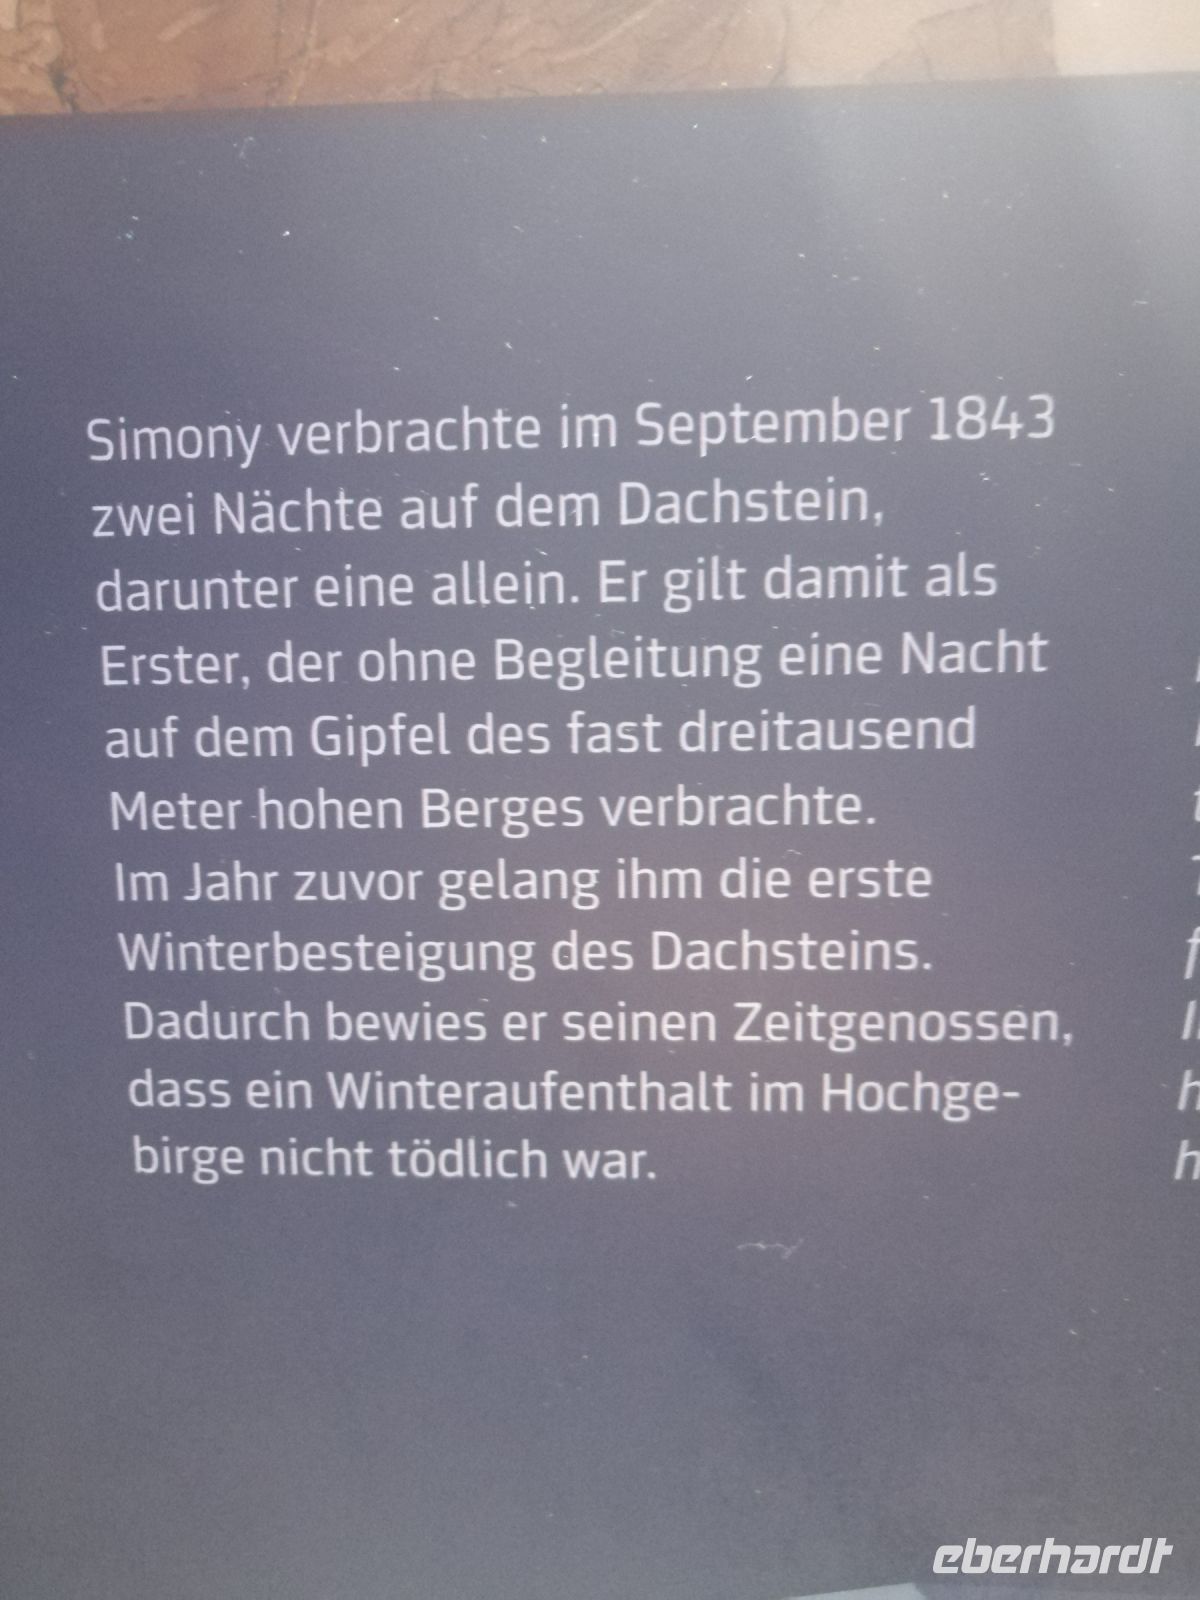 Simony verbrachte im September 1843
zwei Nächte auf dem Dachstein,
darunter eine allein. Er gilt damit als
Erster, der ohne Begleitung eine Nacht
auf dem Gipfel des fast dreitausend
Meter hohen Berges verbrachte.
Im Jahr zuvor gelang ihm die erste
Winterbesteigung des Dachsteins.
Dadurch bewies er seinen Zeitgenossen,
dass ein Winteraufenthalt im Hochge-
birge nicht tödlich war.
eberhardt